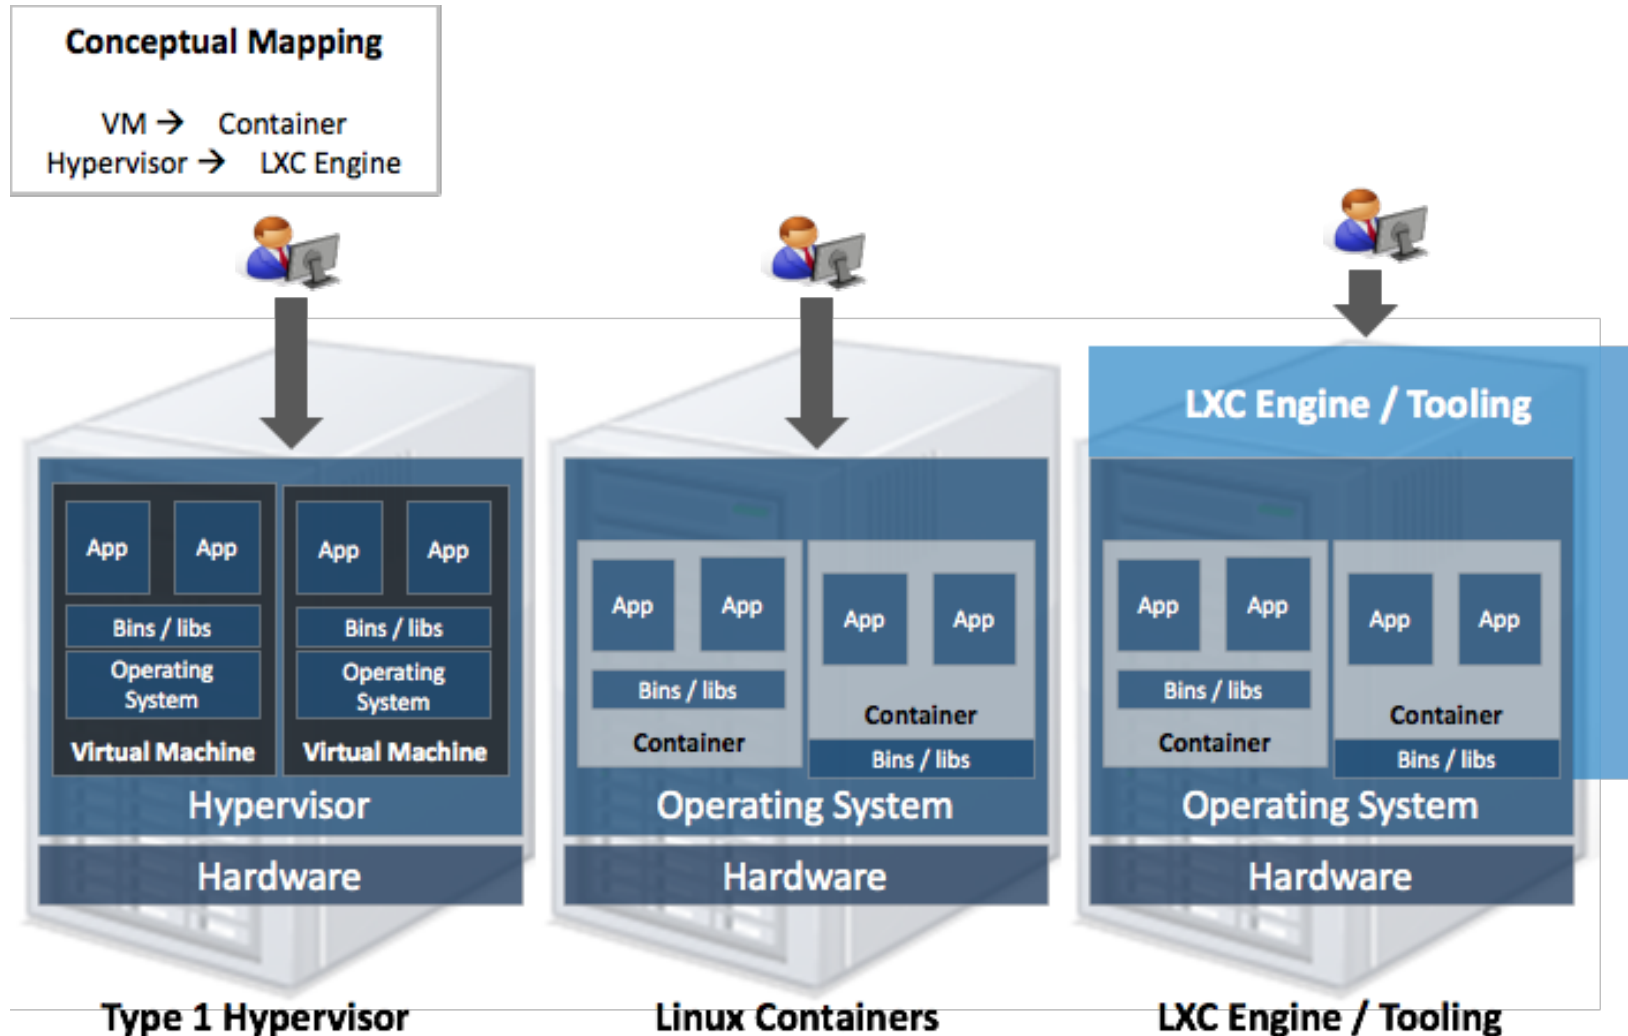 Conceptual Mapping
VM → Container
Hypervisor → LXC Engine
App App
Bins / libs
Operating
System
Virtual Machine
App App
Bins / libs
Operating
System
Virtual Machine
Hypervisor
Hardware
Type 1 Hypervisor
App App
Bins / libs
Container
App App
Container
Bins / libs
Operating System
Hardware
Linux Containers
LXC Engine / Tooling
App App
Bins / libs
Container
App App
Container
Bins / libs
Operating System
Hardware
LXC Engine / Tooling